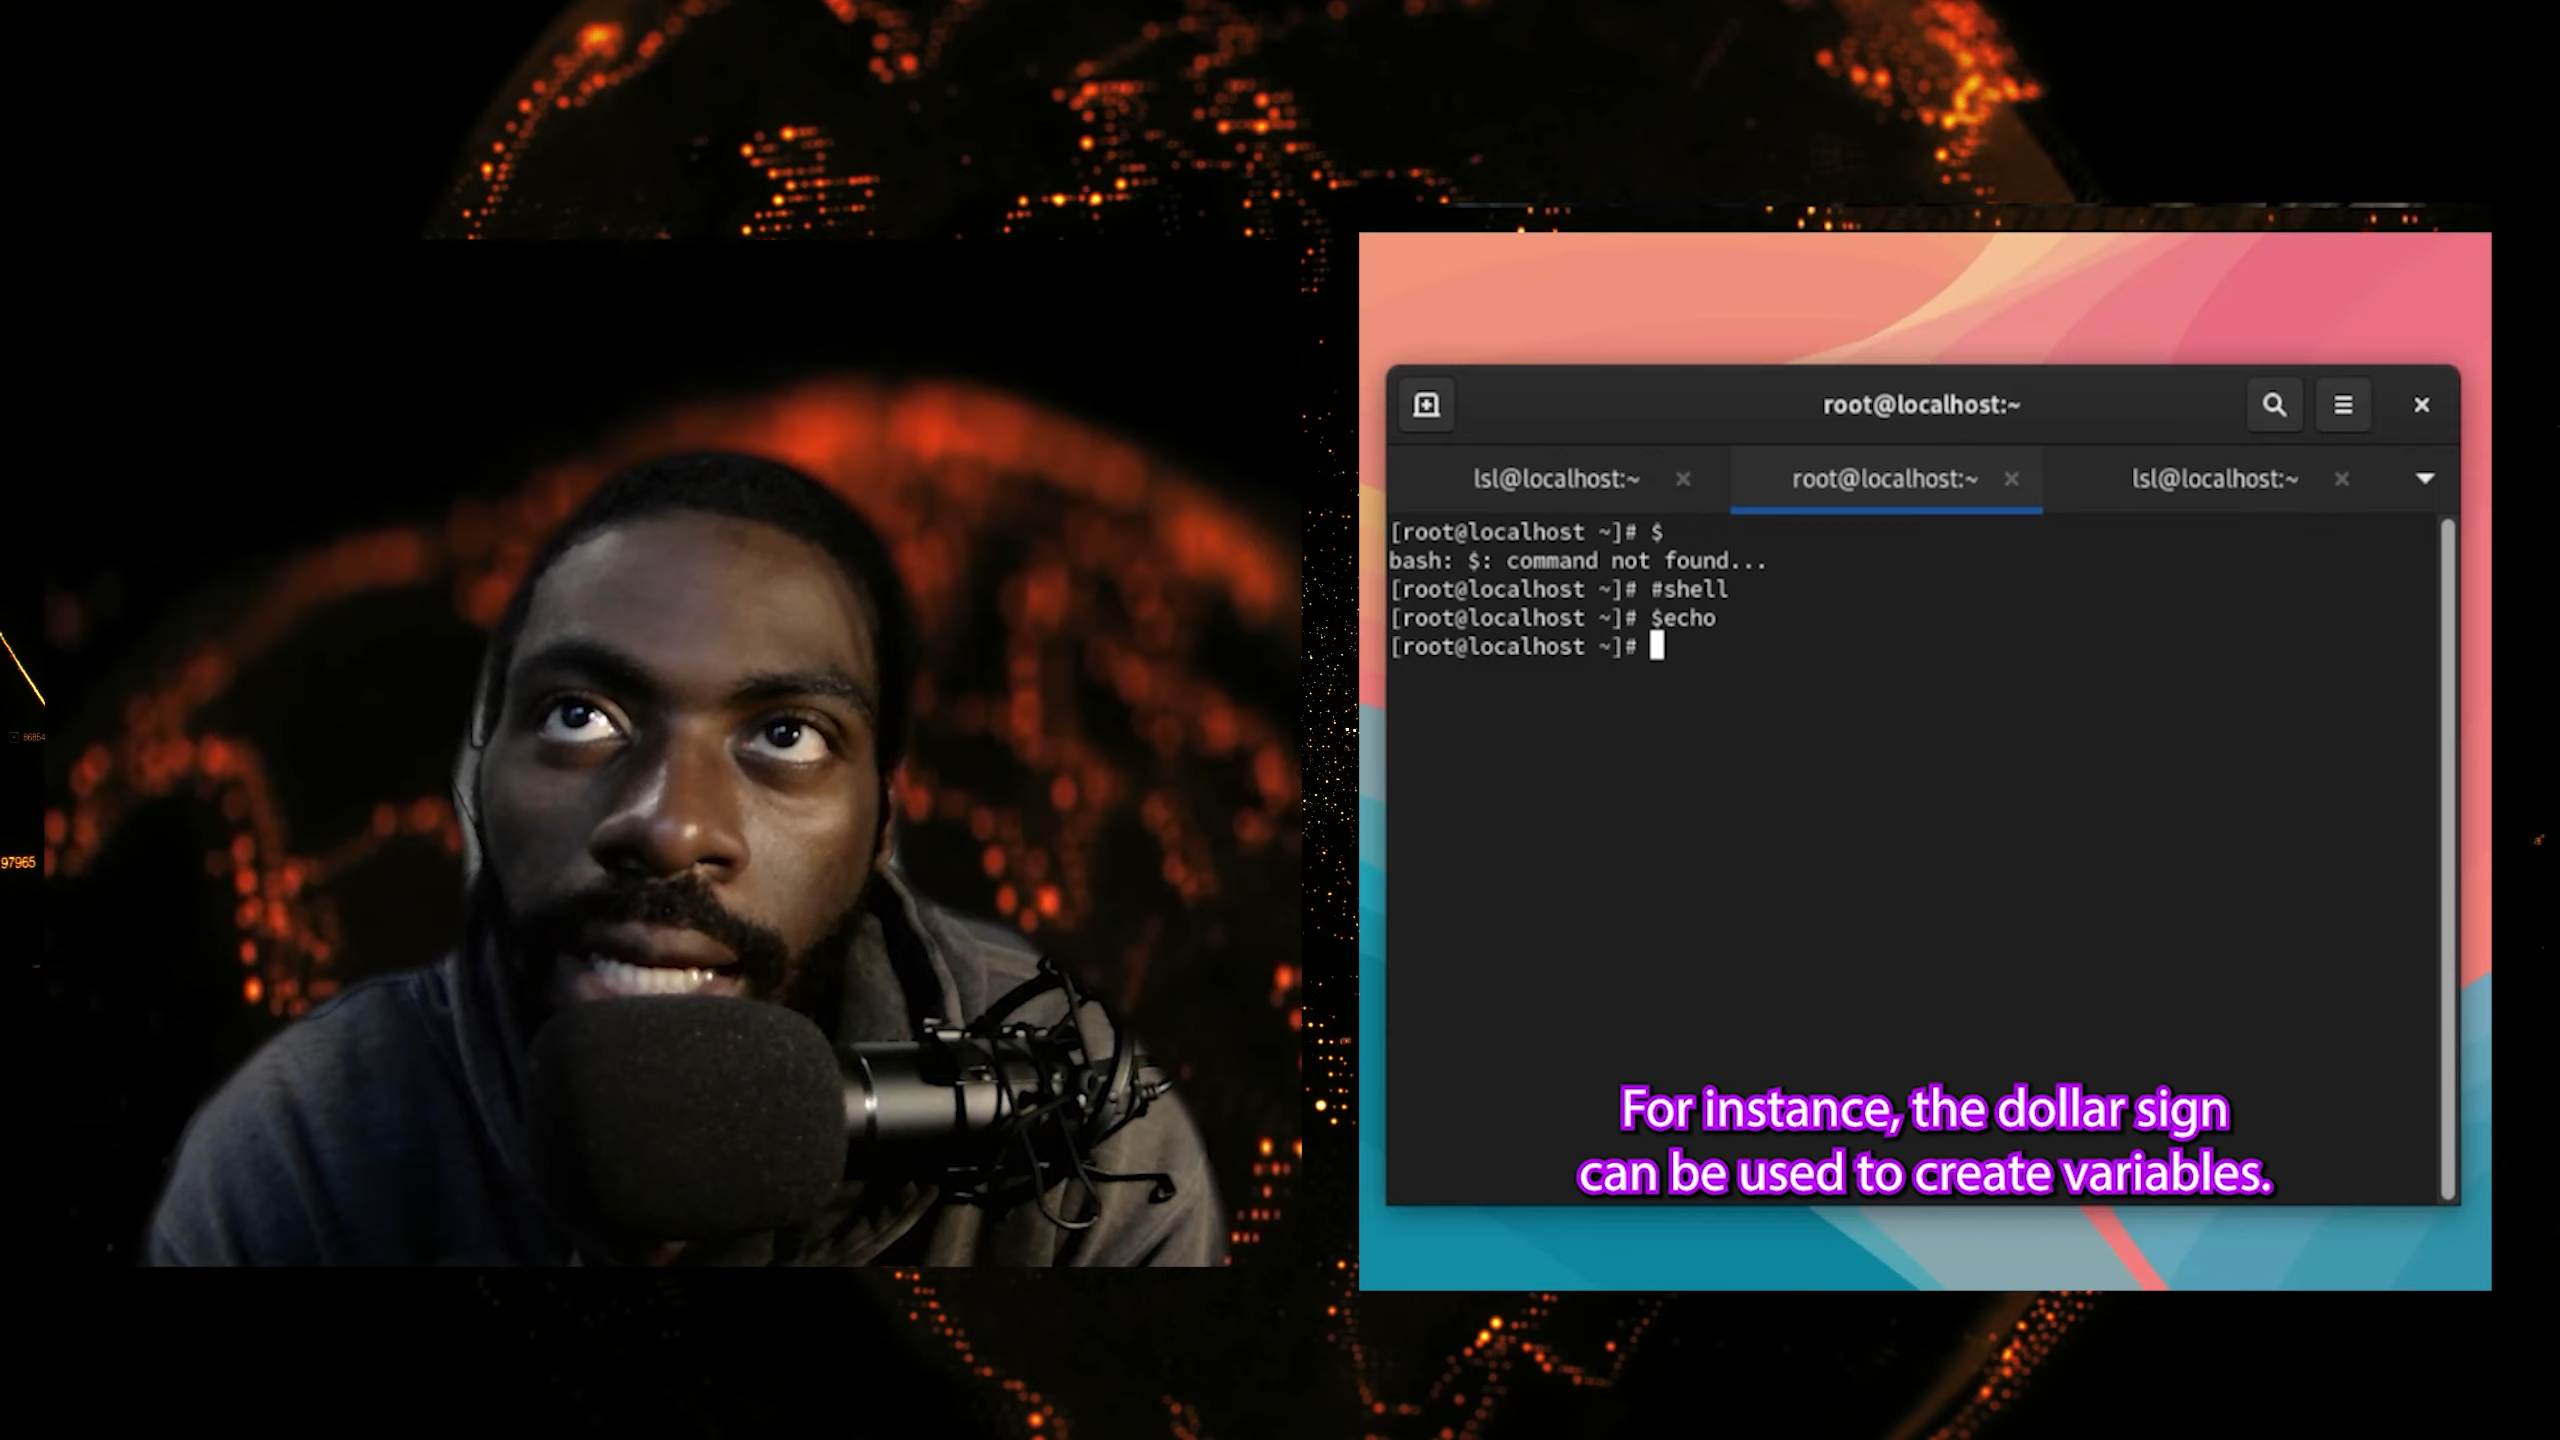 86854
97965
root@localhost:~
lsl@localhost:~ root@localhost:~ lsl@localhost:~
[root@localhost ~]# $
bash: $: command not found...
[root@localhost ~]# #shell
[root@localhost ~]# $echo
[root@localhost ~]#
For instance, the dollar sign
can be used to create variables.